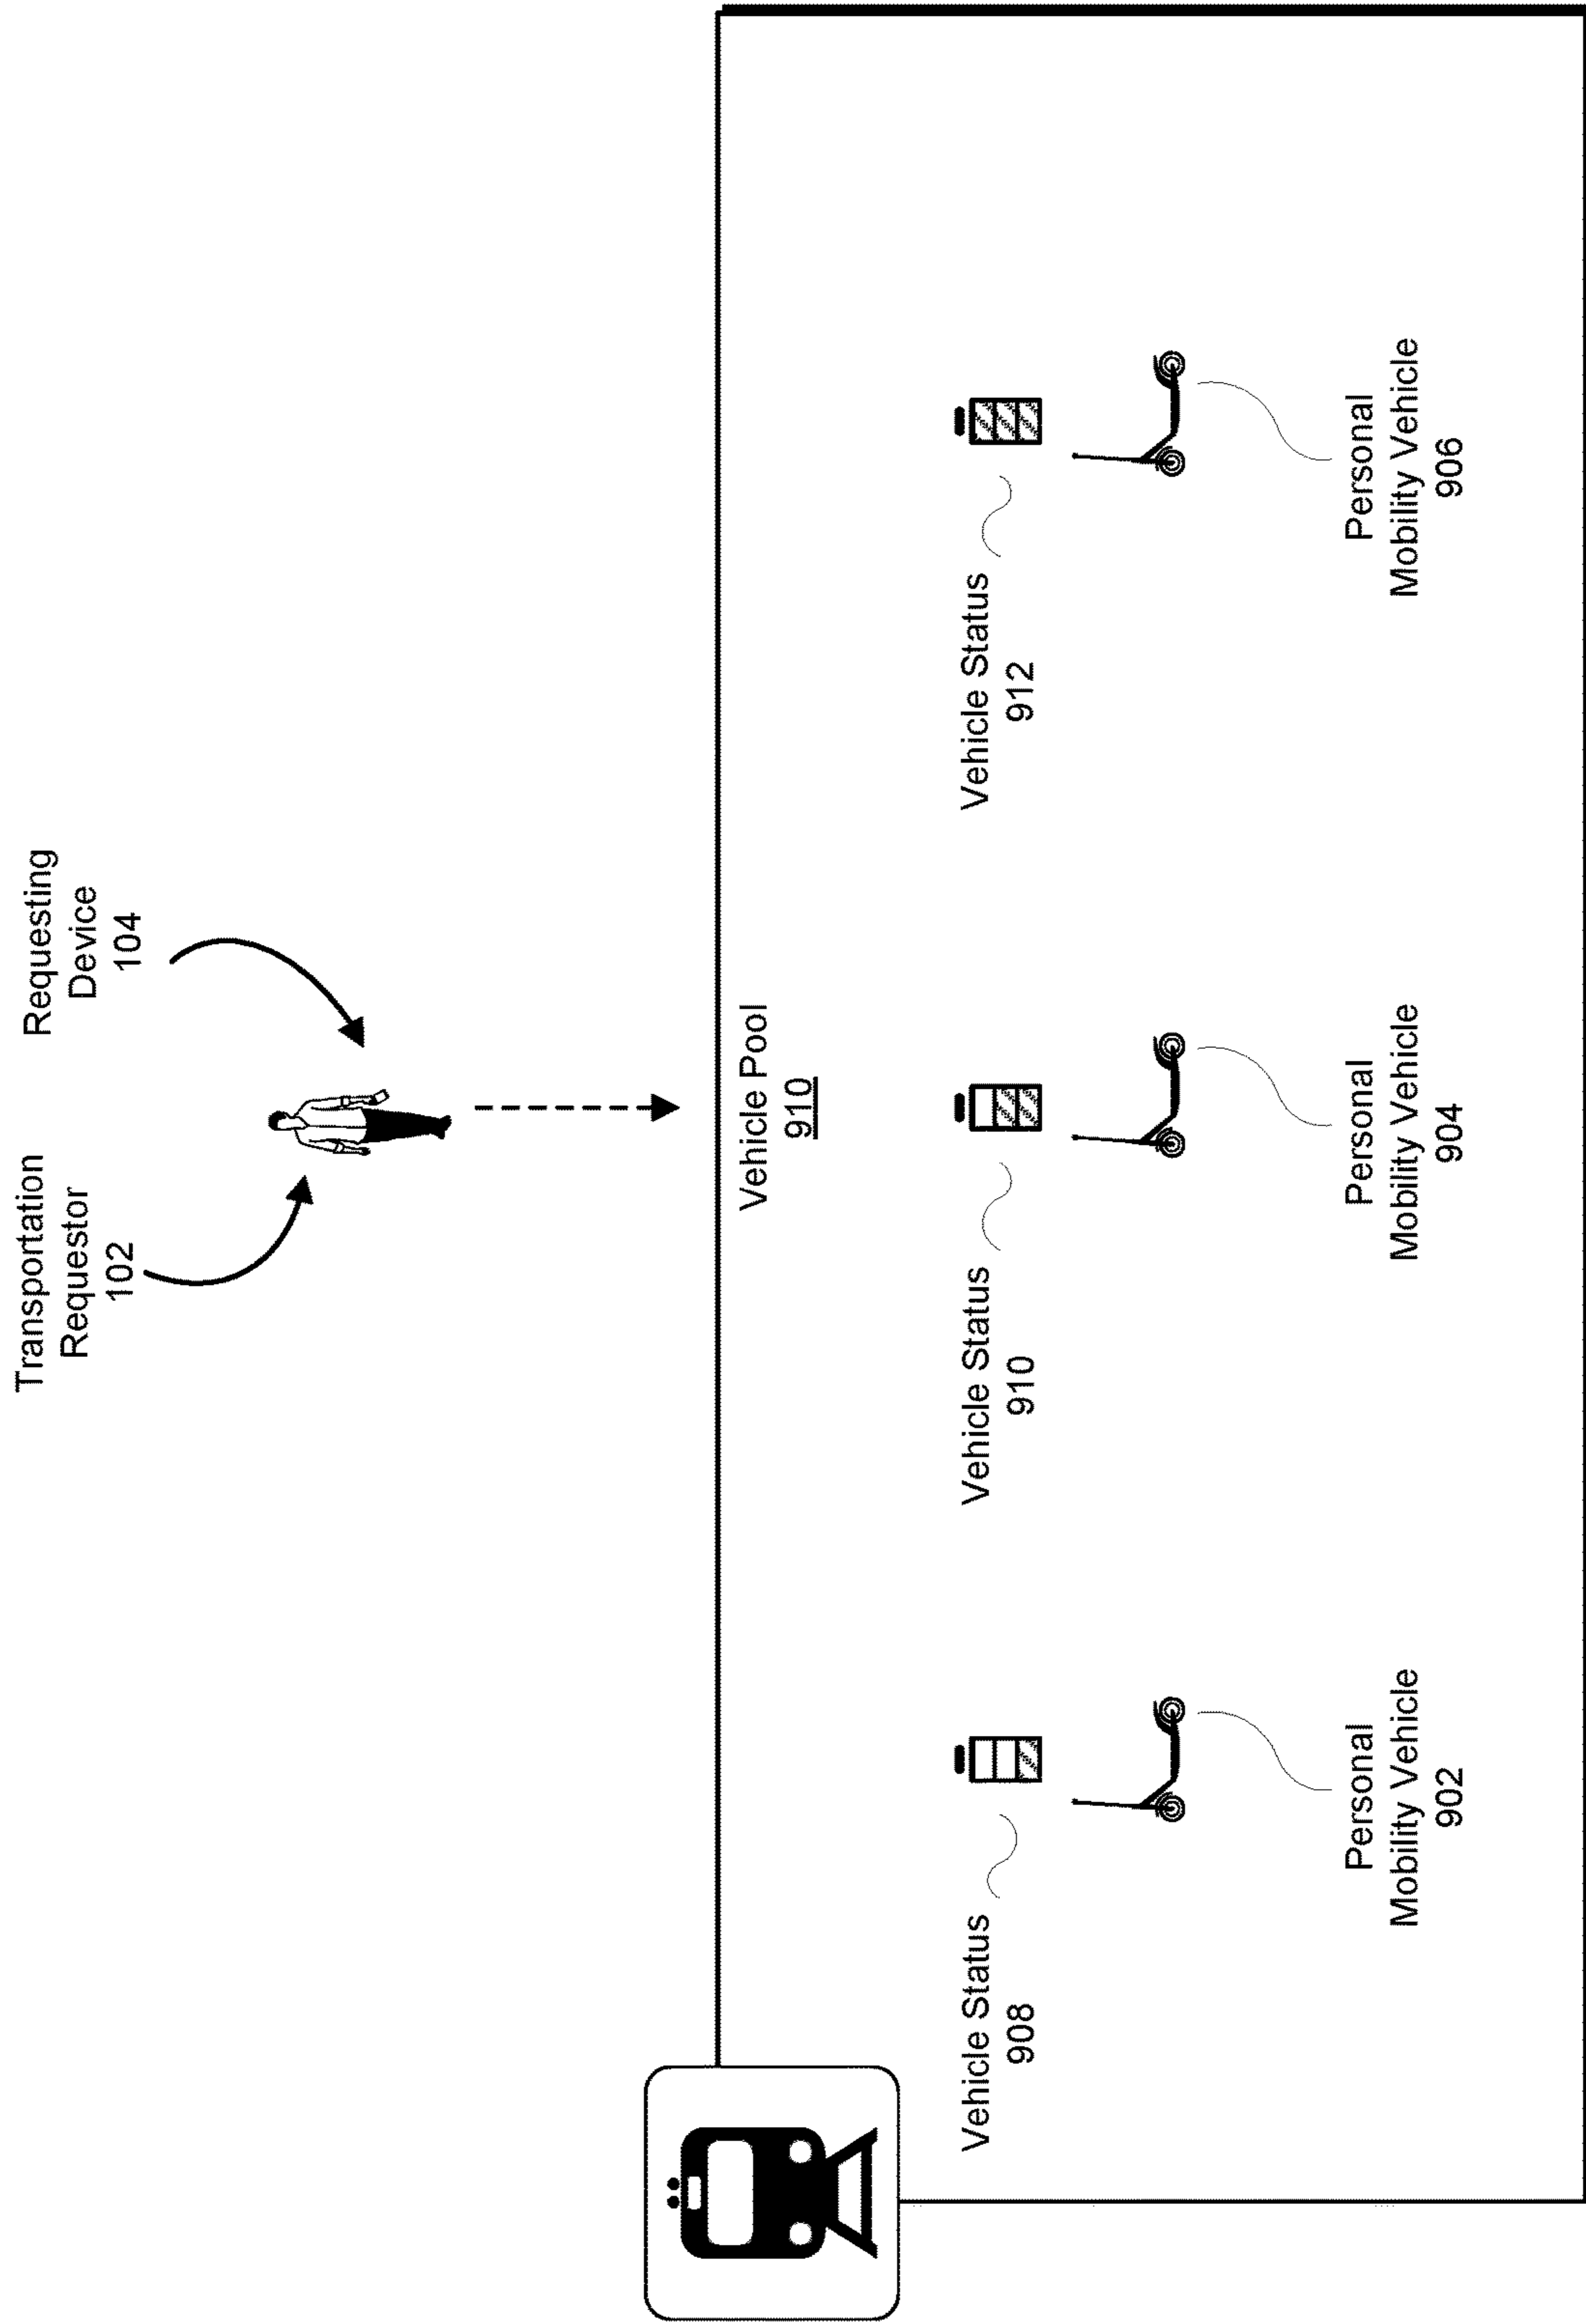 Transportation
Requestor
102
Requesting
Device
104
Vehicle Pool
910
Vehicle Status
908
Vehicle Status
910
Vehicle Status
912
Personal
Mobility Vehicle
902
Personal
Mobility Vehicle
904
Personal
Mobility Vehicle
906